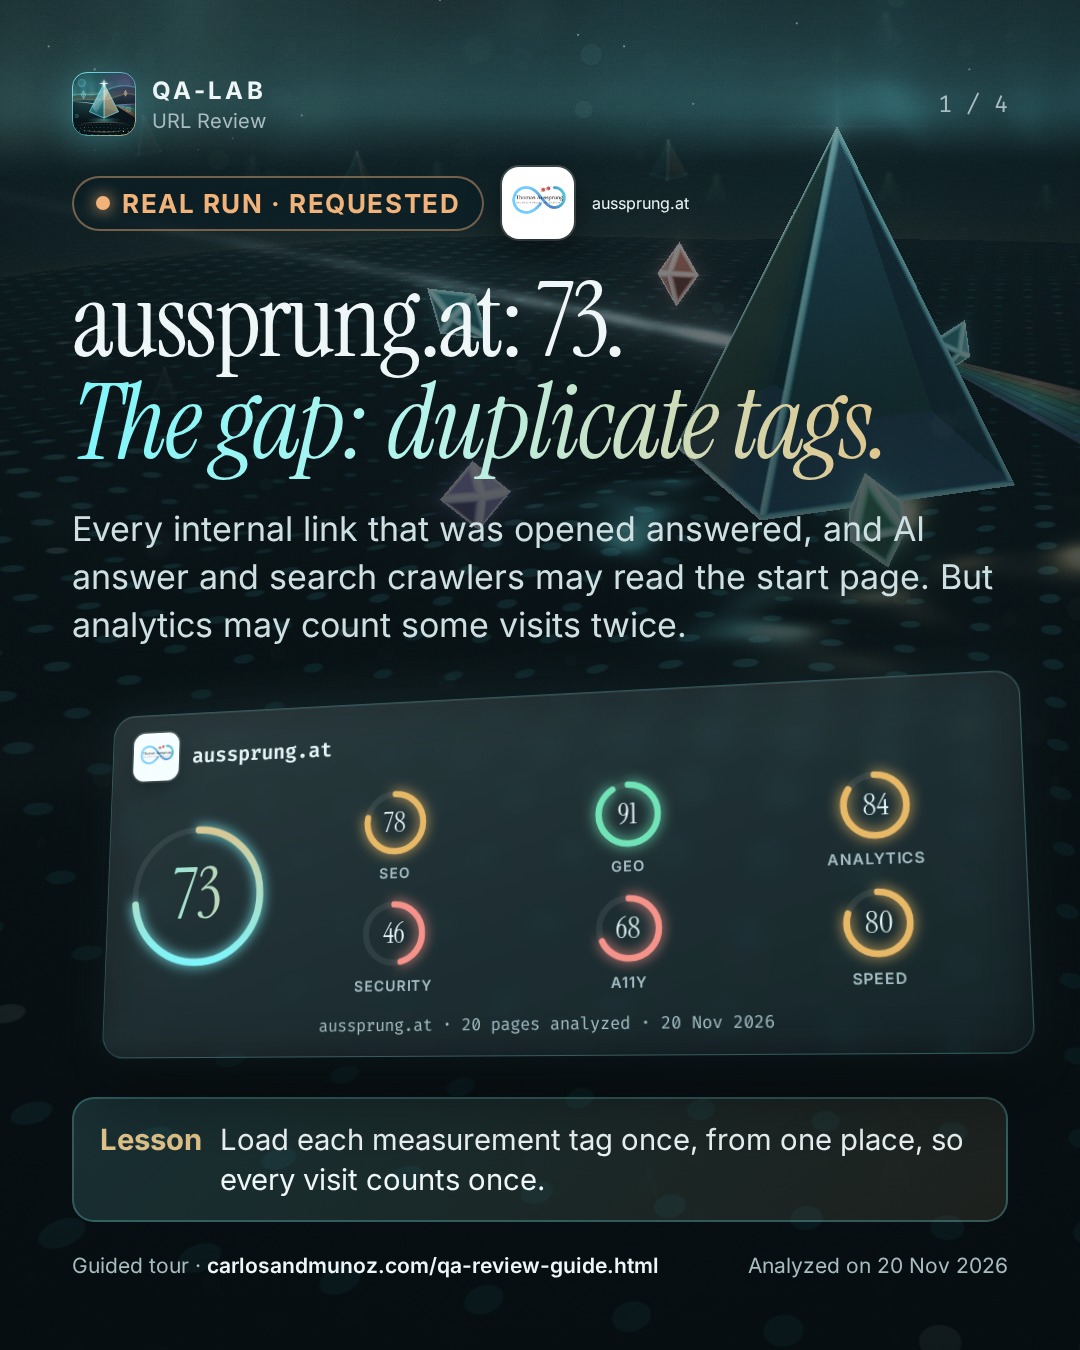 QA-LAB
URL Review
1 / 4
REAL RUN · REQUESTED
Thomas Aussprung
aussprung.at
aussprung.at: 73.
The gap: duplicate tags.
Every internal link that was opened answered, and AI
answer and search crawlers may read the start page. But
analytics may count some visits twice.
aussprung.at
73
78
SEO
91
GEO
84
ANALYTICS
46
SECURITY
68
A11Y
80
SPEED
aussprung.at · 20 pages analyzed · 20 Nov 2026
Lesson Load each measurement tag once, from one place, so
every visit counts once.
Guided tour · carlosandmunoz.com/qa-review-guide.html
Analyzed on 20 Nov 2026